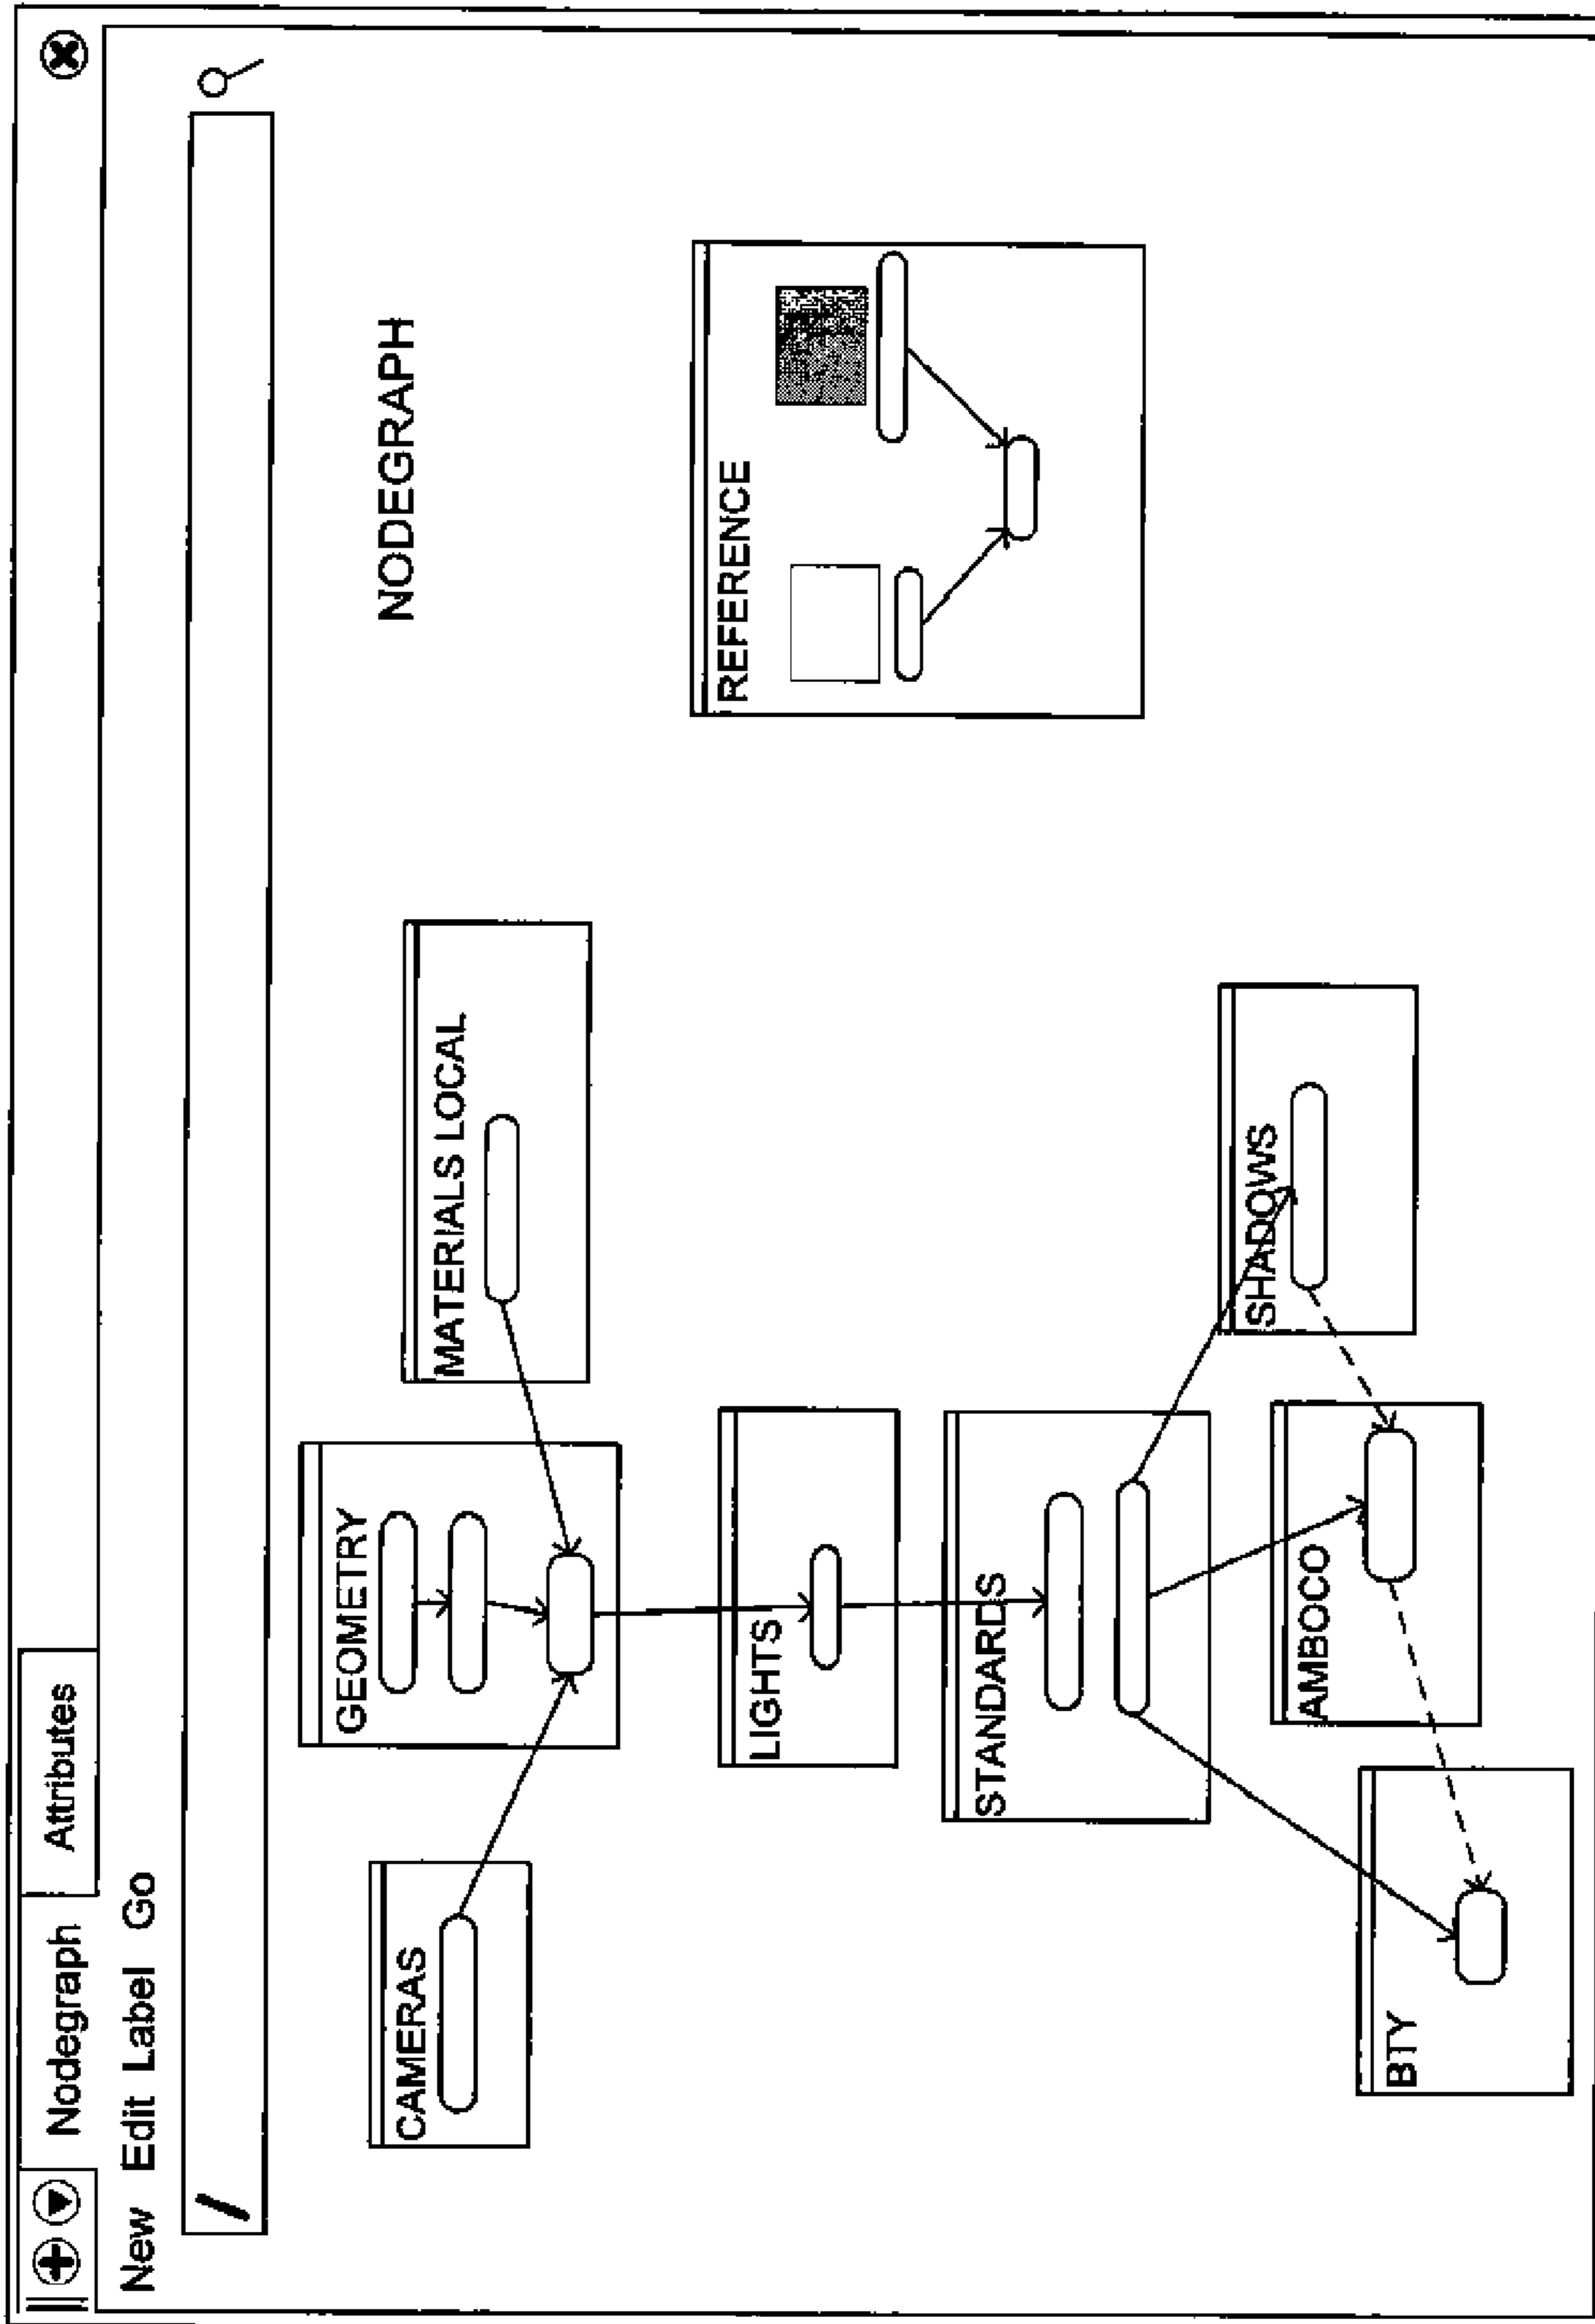 Nodegraph Attributes
New Edit Label Go
/
NODEGRAPH
CAMERAS
GEOMETRY
MATERIALS LOCAL
LIGHTS
REFERENCE
STANDARDS
SHADOWS
AMBOCO
BTY